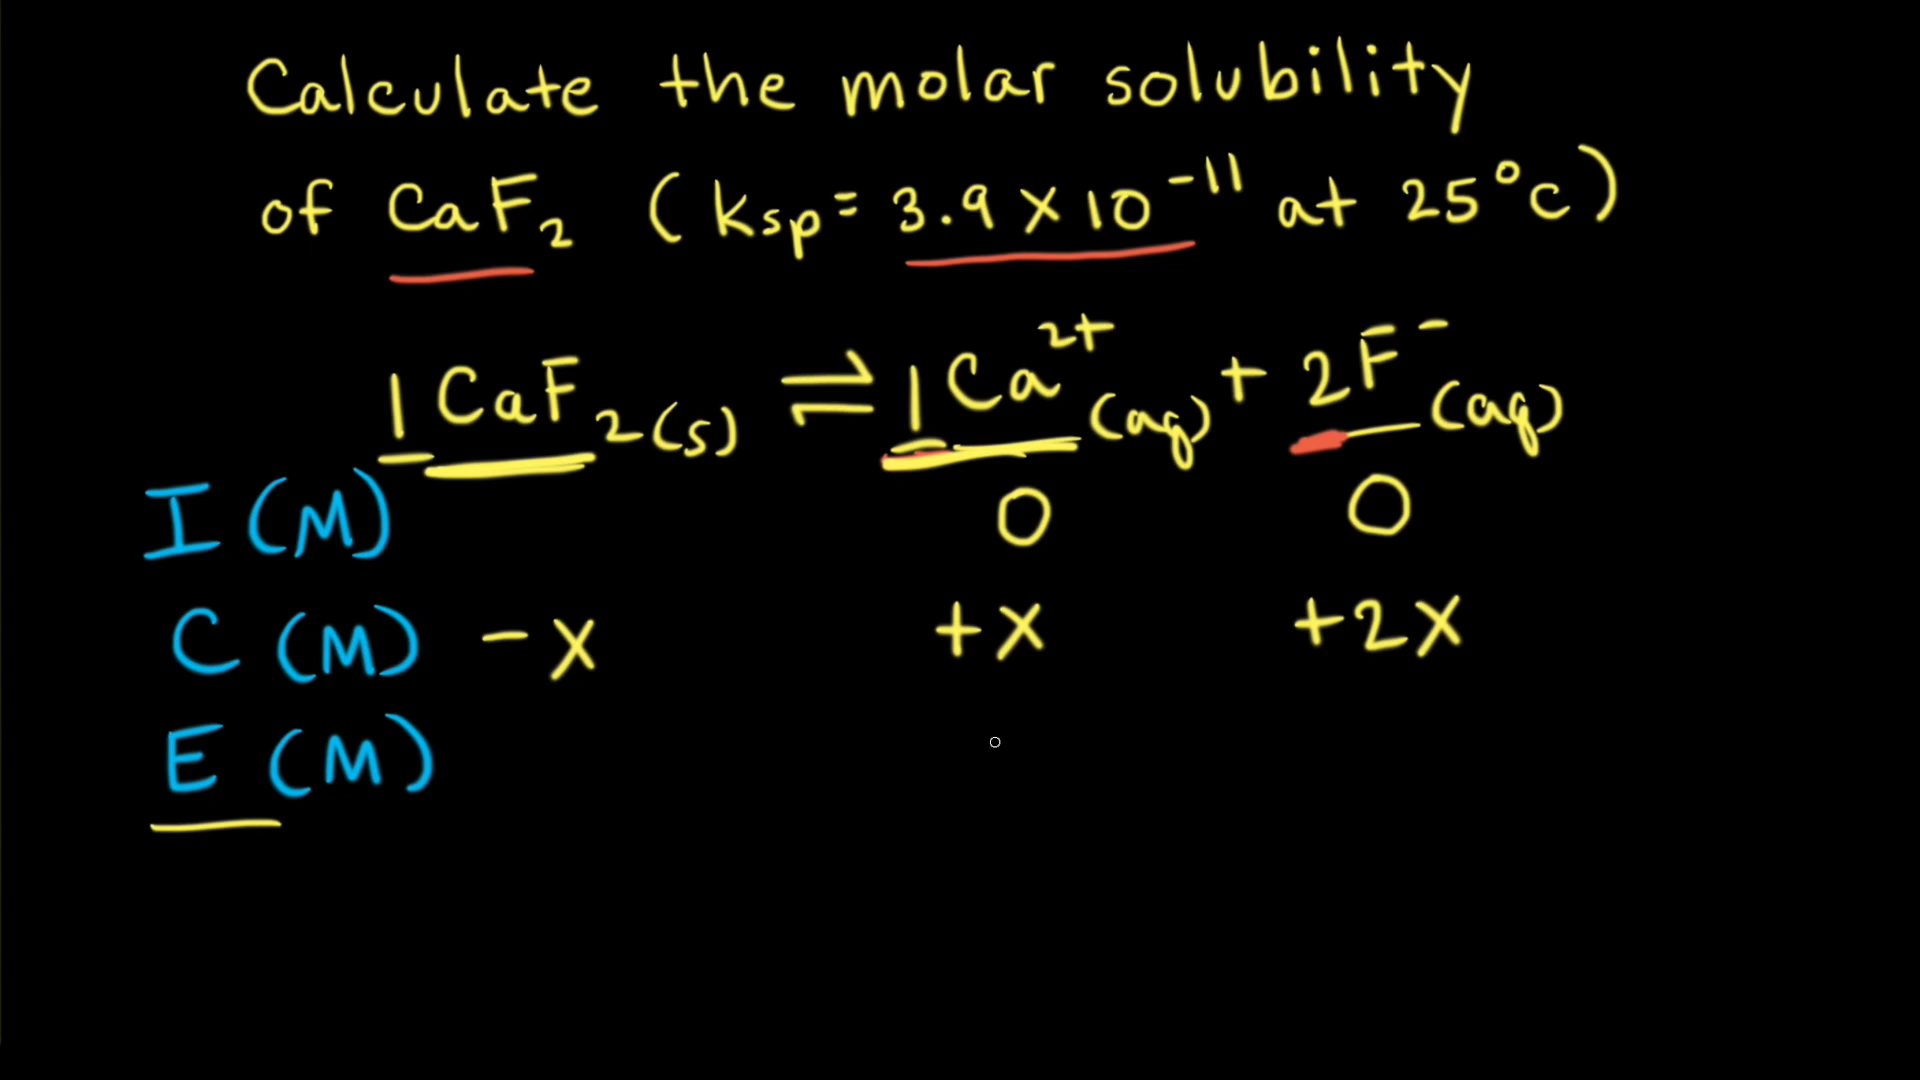 Calculate the molar solubility
of CaF₂ (Ksp = 3.9 X 10⁻¹¹ at 25°C)
1CaF₂(s) ⇌ 1Ca²⁺(aq) + 2F⁻(aq)
I (M) 0 0
C (M) -X +X +2X
E (M)